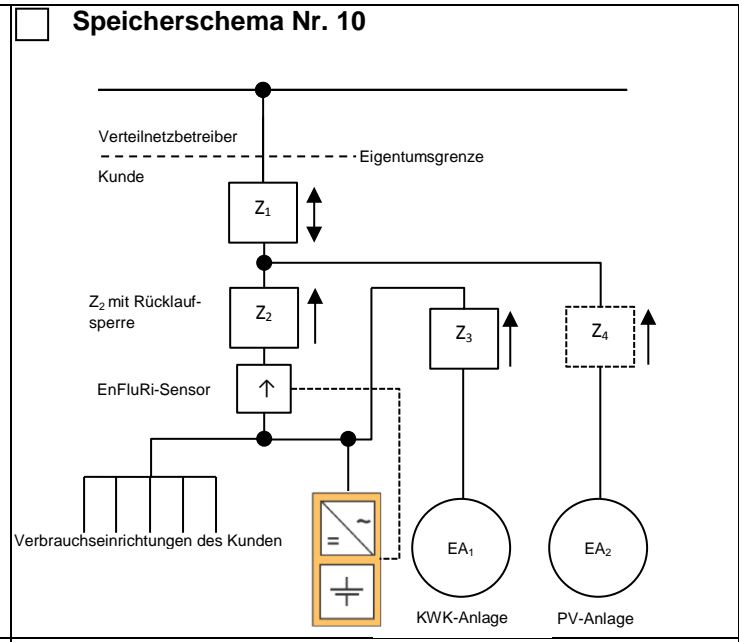 Speicherschema Nr. 10
Verteilnetzbetreiber
Eigentumsgrenze
Kunde
Z₁
Z₂ mit Rücklauf-
sperre
Z₂
Z₃
Z₄
EnFluRi-Sensor
Verbrauchseinrichtungen des Kunden
EA₁
EA₂
KWK-Anlage
PV-Anlage